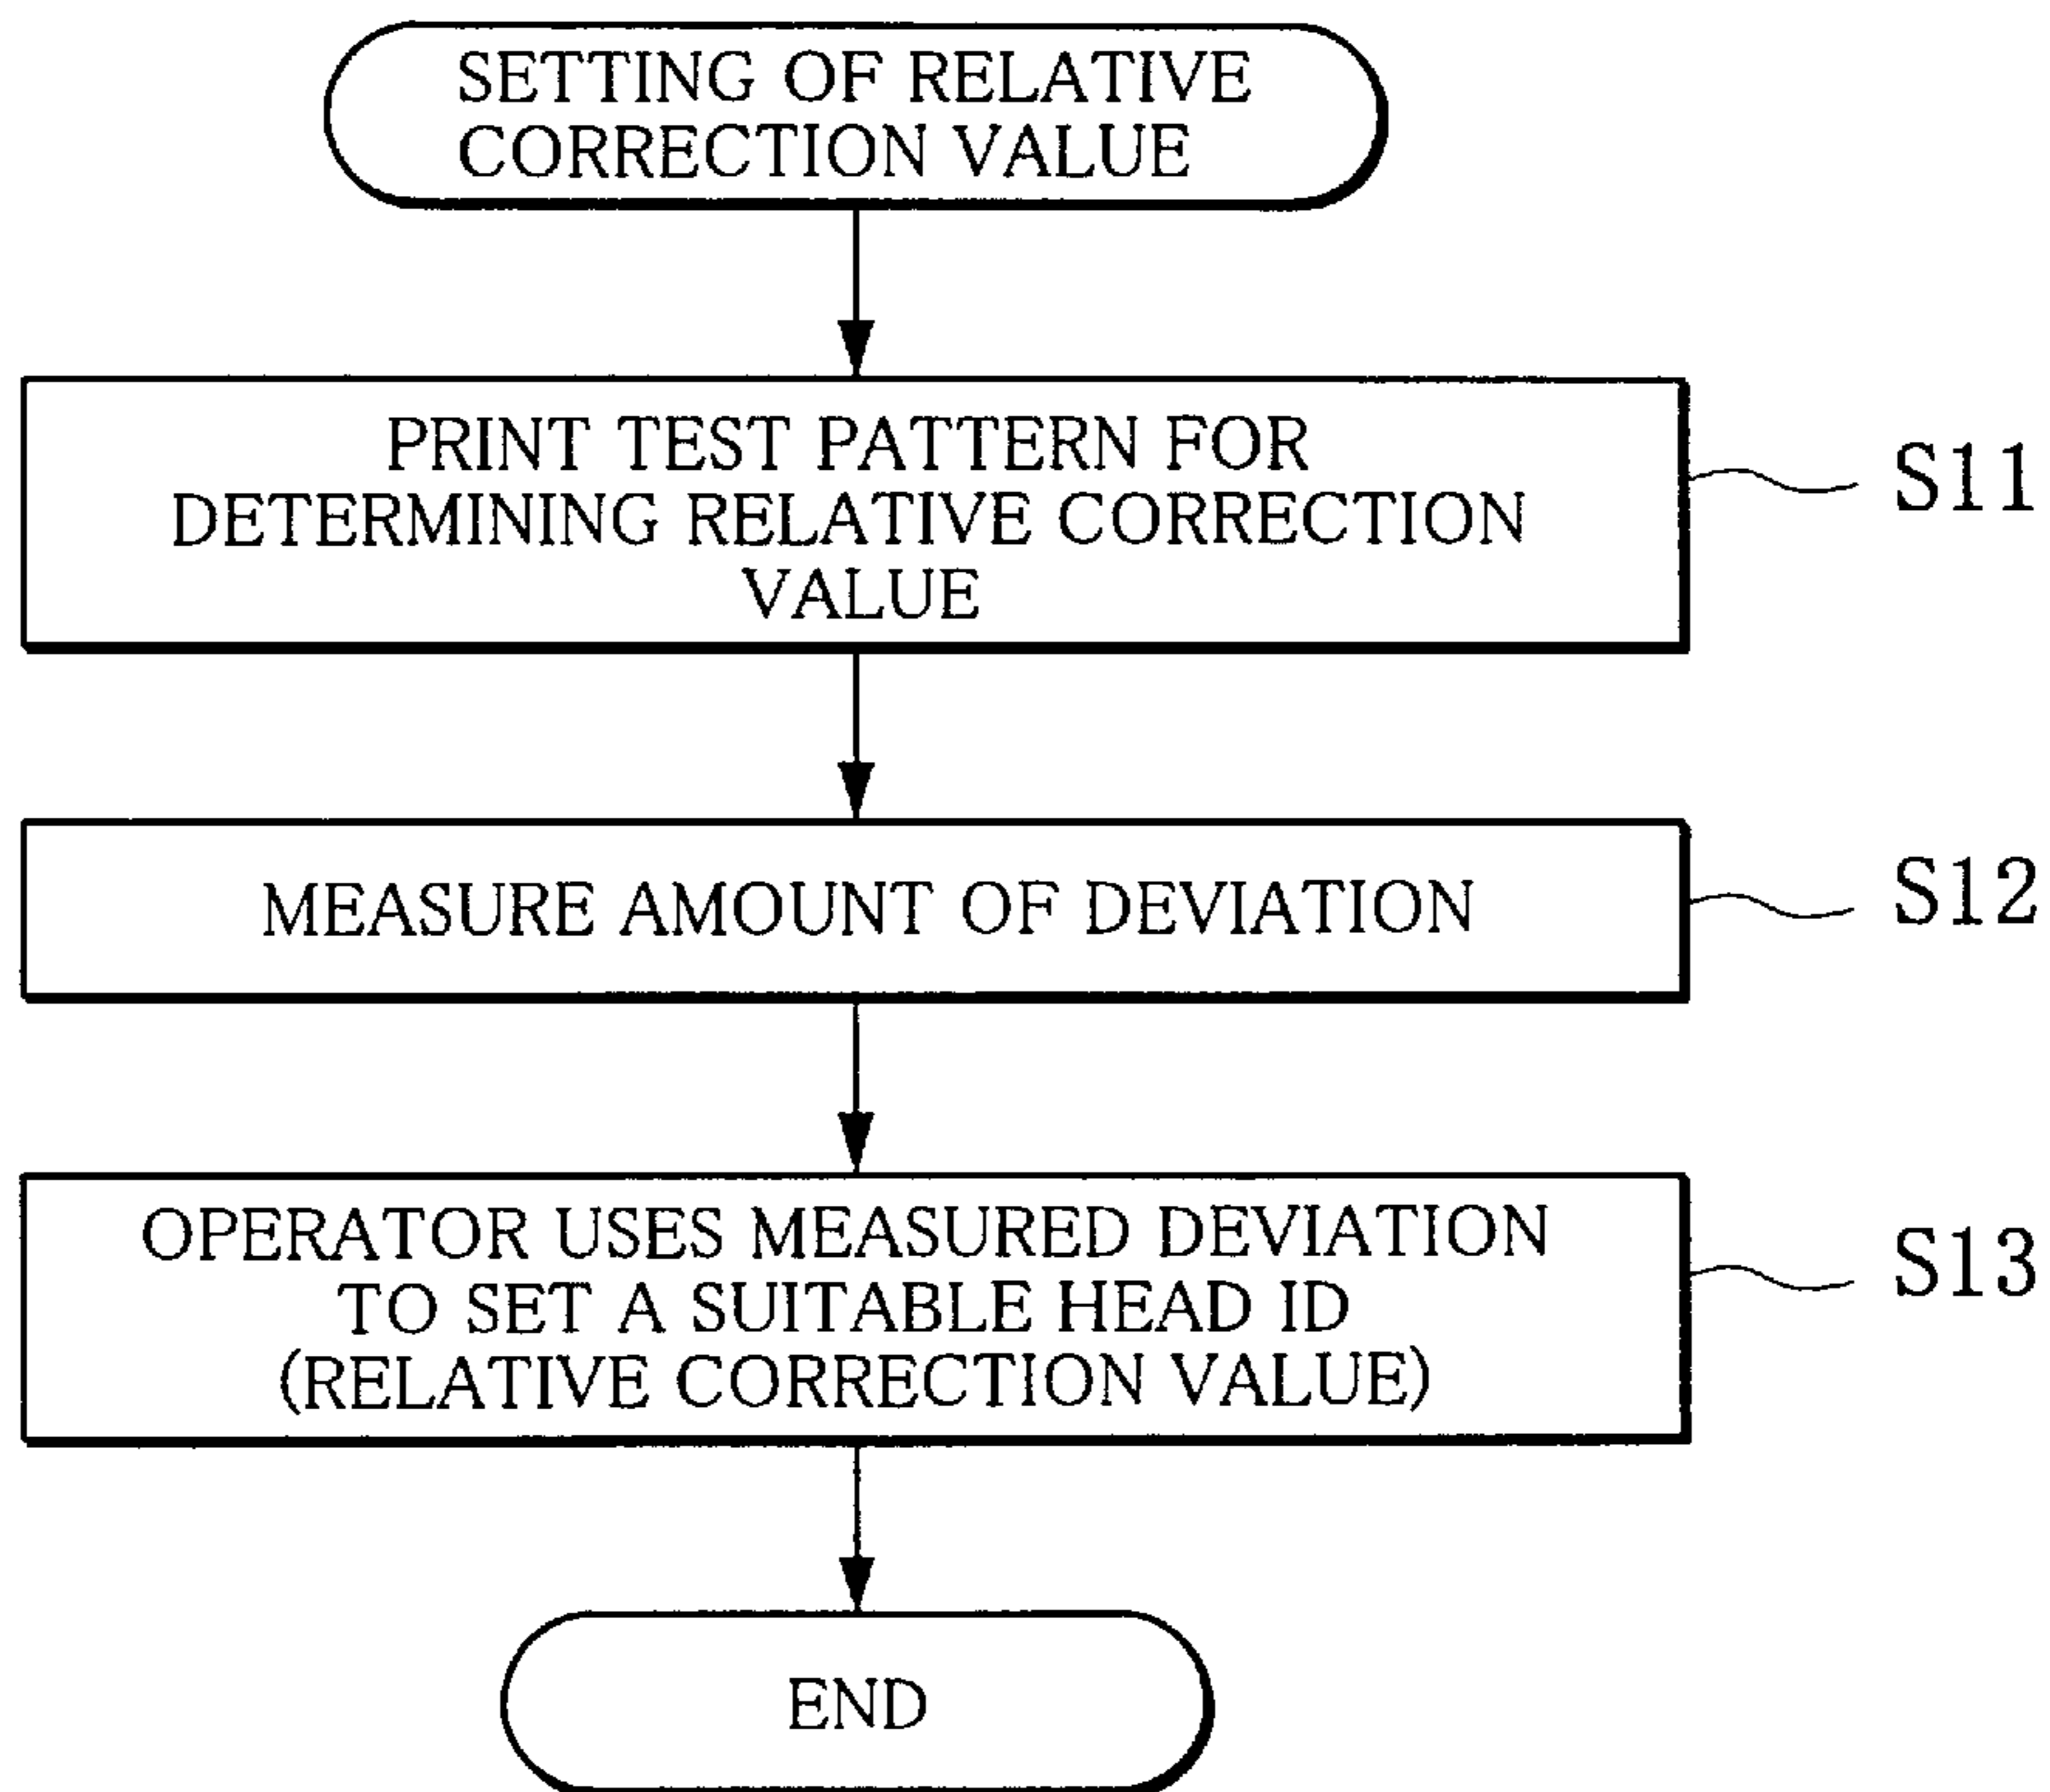 SETTING OF RELATIVE
CORRECTION VALUE
PRINT TEST PATTERN FOR
DETERMINING RELATIVE CORRECTION
VALUE
S11
MEASURE AMOUNT OF DEVIATION
S12
OPERATOR USES MEASURED DEVIATION
TO SET A SUITABLE HEAD ID
(RELATIVE CORRECTION VALUE)
S13
END